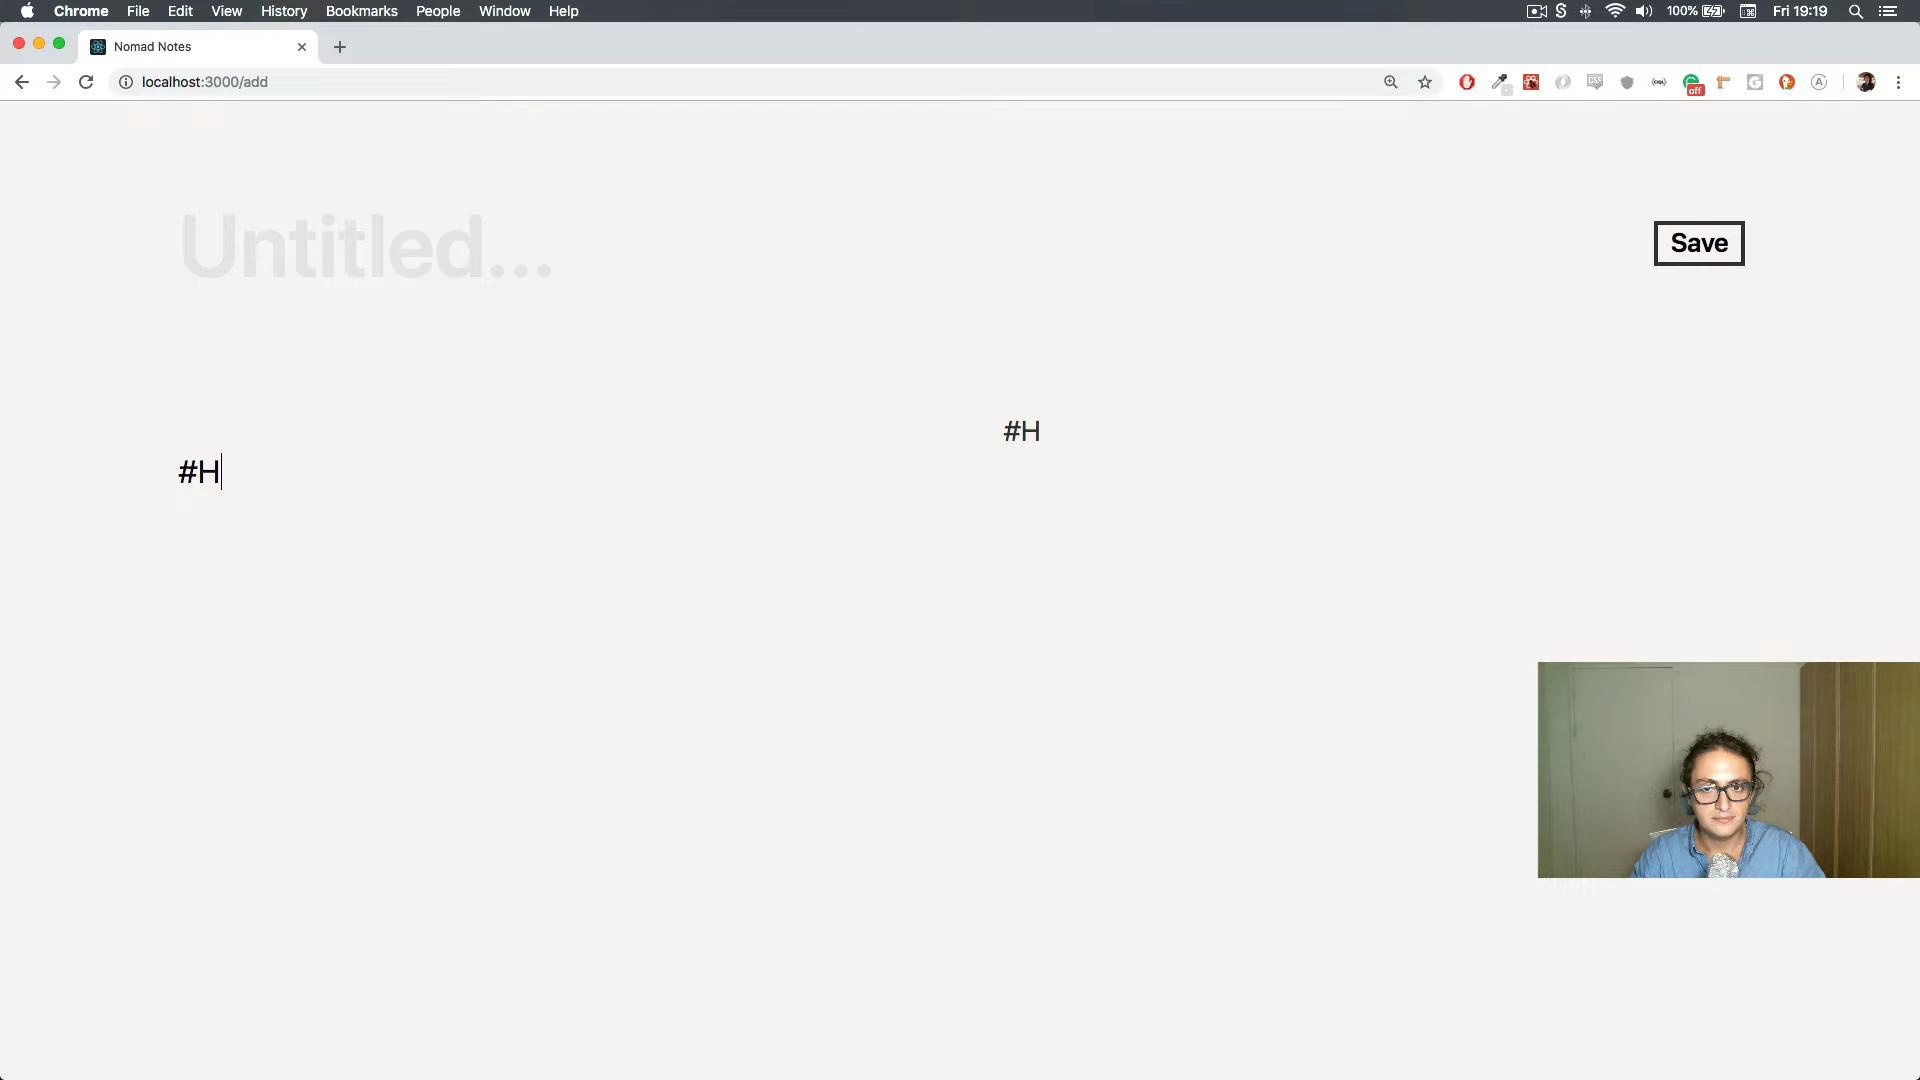 Chrome File Edit View History Bookmarks People Window Help 100% Fri 19:19
Nomad Notes
localhost:3000/add
off
Untitled...
Save
#H
#H